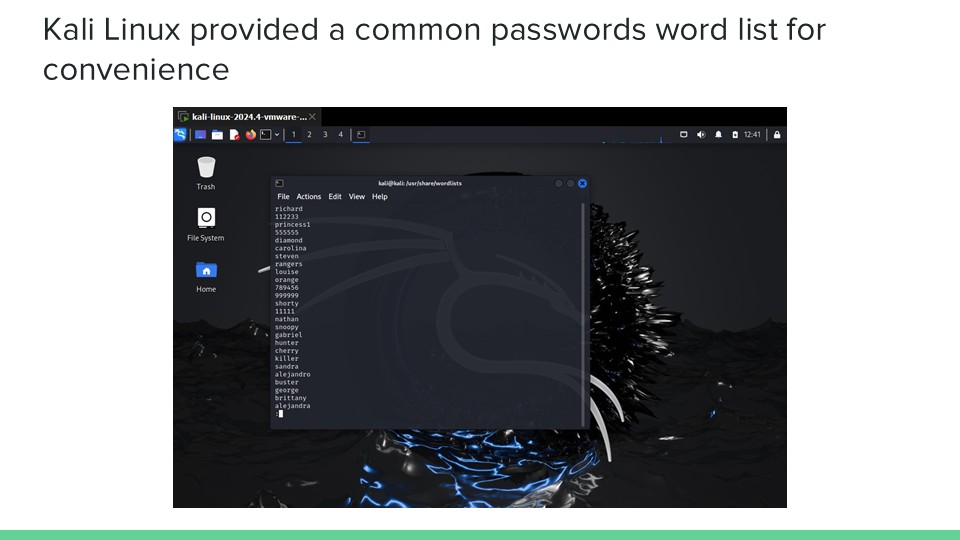 Kali Linux provided a common passwords word list for
convenience
kali-linux-2024.4-vmware-...
1 2 3 4
12:41
Trash
File System
Home
kali@kali: /usr/share/wordlists
File Actions Edit View Help
richard
112233
princess1
555555
diamond
carolina
steven
rangers
louise
orange
789456
999999
shorty
11111
nathan
snoopy
gabriel
hunter
cherry
killer
sandra
alejandro
buster
george
brittany
alejandra
: